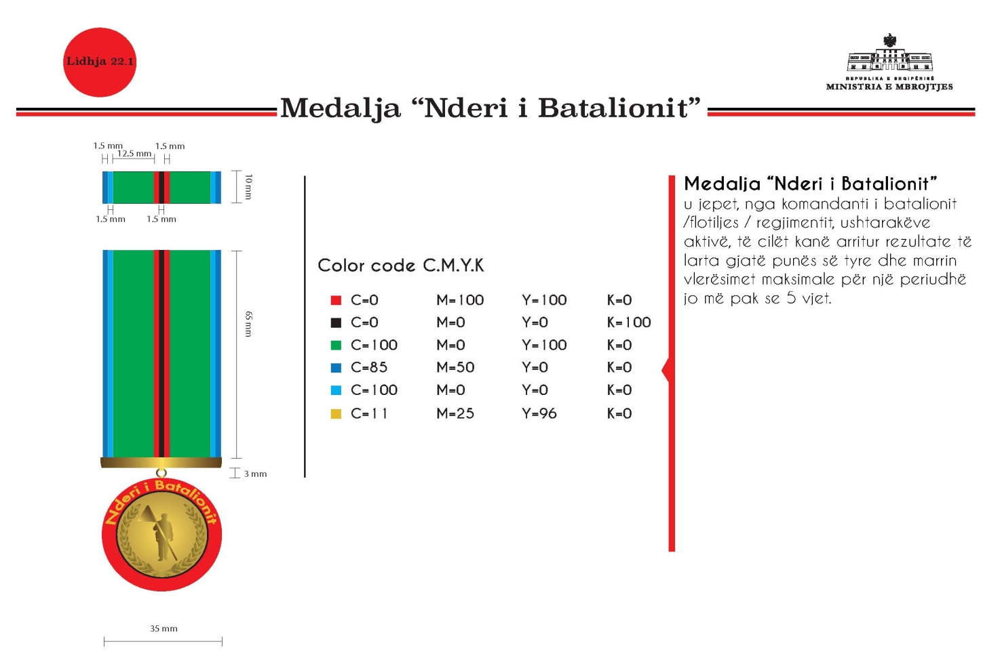 Lidhja 22.1
REPUBLIKA E SHQIPËRISË
MINISTRIA E MBROJTJES
Medalja “Nderi i Batalionit”
1.5 mm
1.5 mm
12.5 mm
10 mm
1.5 mm
1.5 mm
65 mm
3 mm
Nderi i Batalionit
35 mm
Color code C.M.Y.K
C=0 M=100 Y=100 K=0
C=0 M=0 Y=0 K=100
C=100 M=0 Y=100 K=0
C=85 M=50 Y=0 K=0
C=100 M=0 Y=0 K=0
C=11 M=25 Y=96 K=0
Medalja “Nderi i Batalionit”
u jepet, nga komandanti i batalionit
/flotiljes / regjimentit, ushtarakëve
aktivë, të cilët kanë arritur rezultate të
larta gjatë punës së tyre dhe marrin
vlerësimet maksimale për një periudhë
jo më pak se 5 vjet.